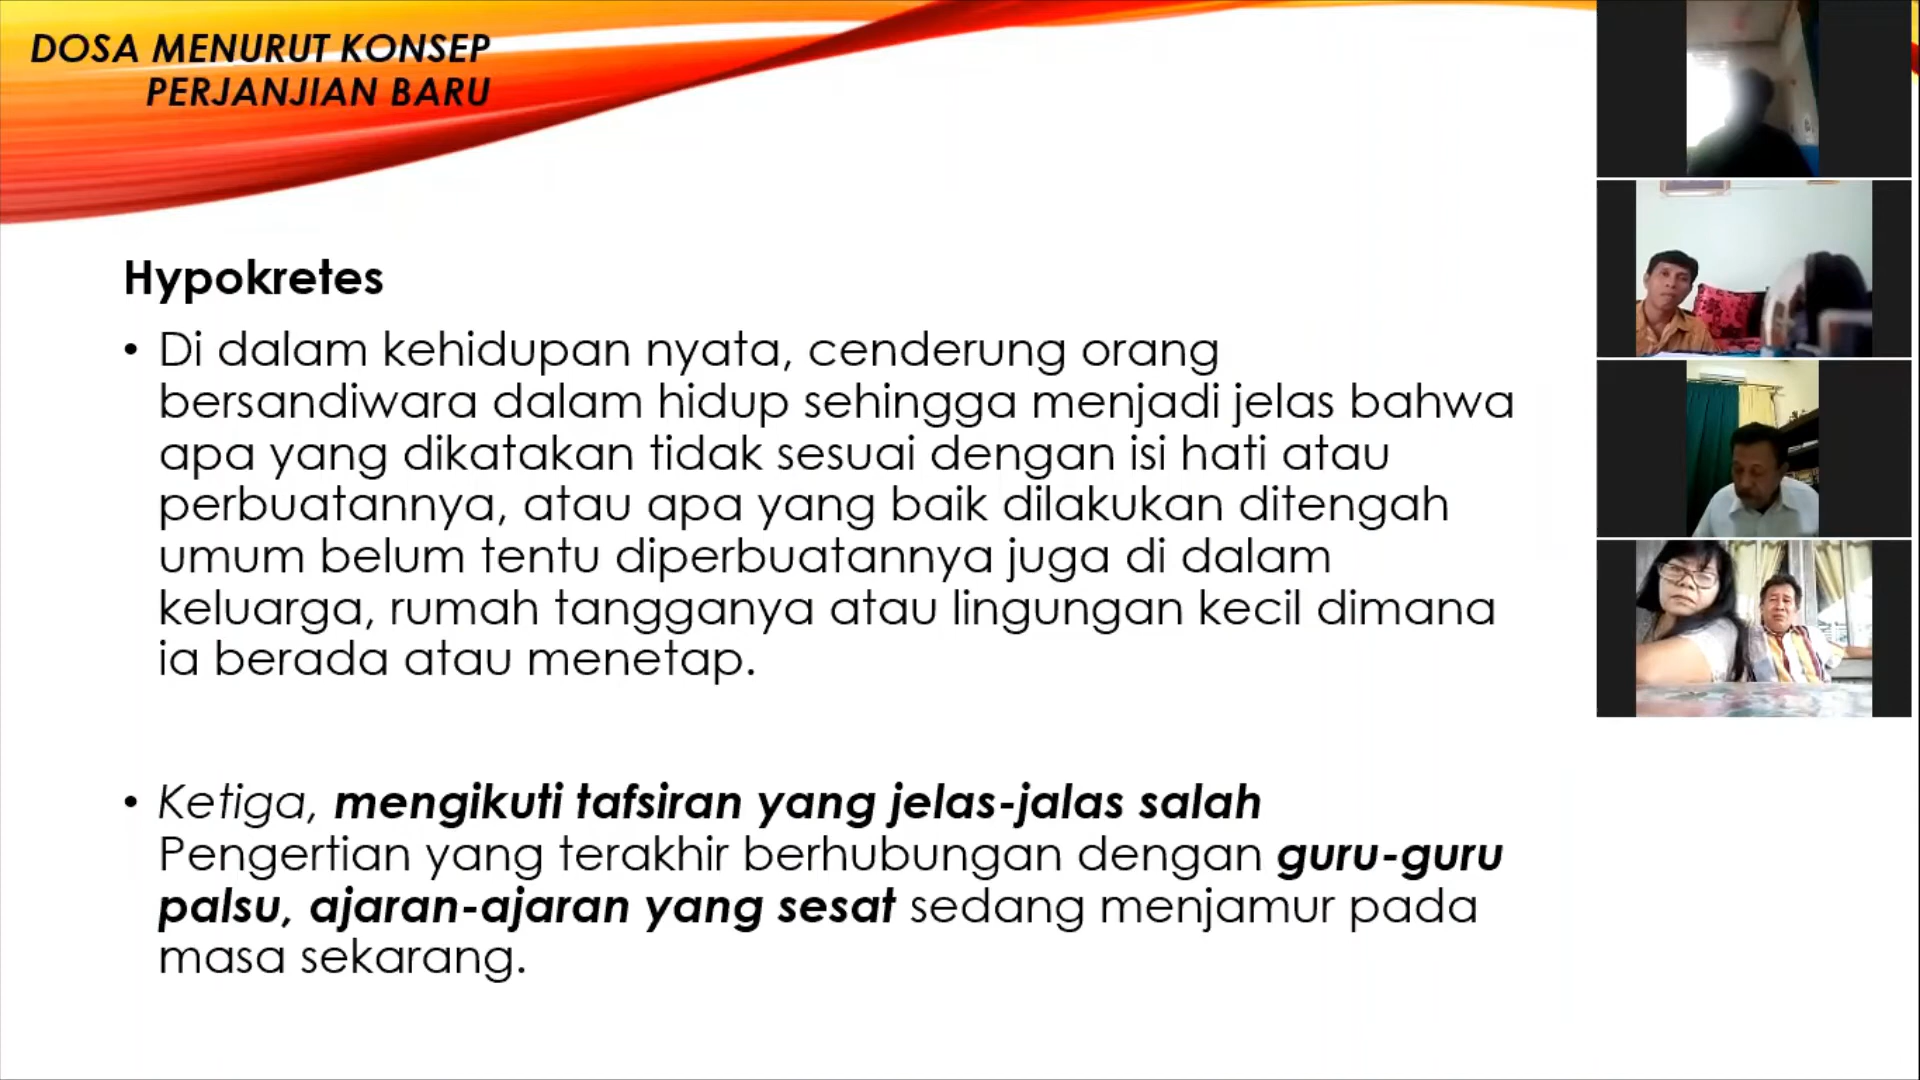 DOSA MENURUT KONSEP
PERJANJIAN BARU
Hypokretes
• Di dalam kehidupan nyata, cenderung orang
bersandiwara dalam hidup sehingga menjadi jelas bahwa
apa yang dikatakan tidak sesuai dengan isi hati atau
perbuatannya, atau apa yang baik dilakukan ditengah
umum belum tentu diperbuatannya juga di dalam
keluarga, rumah tangganya atau lingungan kecil dimana
ia berada atau menetap.
• Ketiga, mengikuti tafsiran yang jelas-jalas salah
Pengertian yang terakhir berhubungan dengan guru-guru
palsu, ajaran-ajaran yang sesat sedang menjamur pada
masa sekarang.